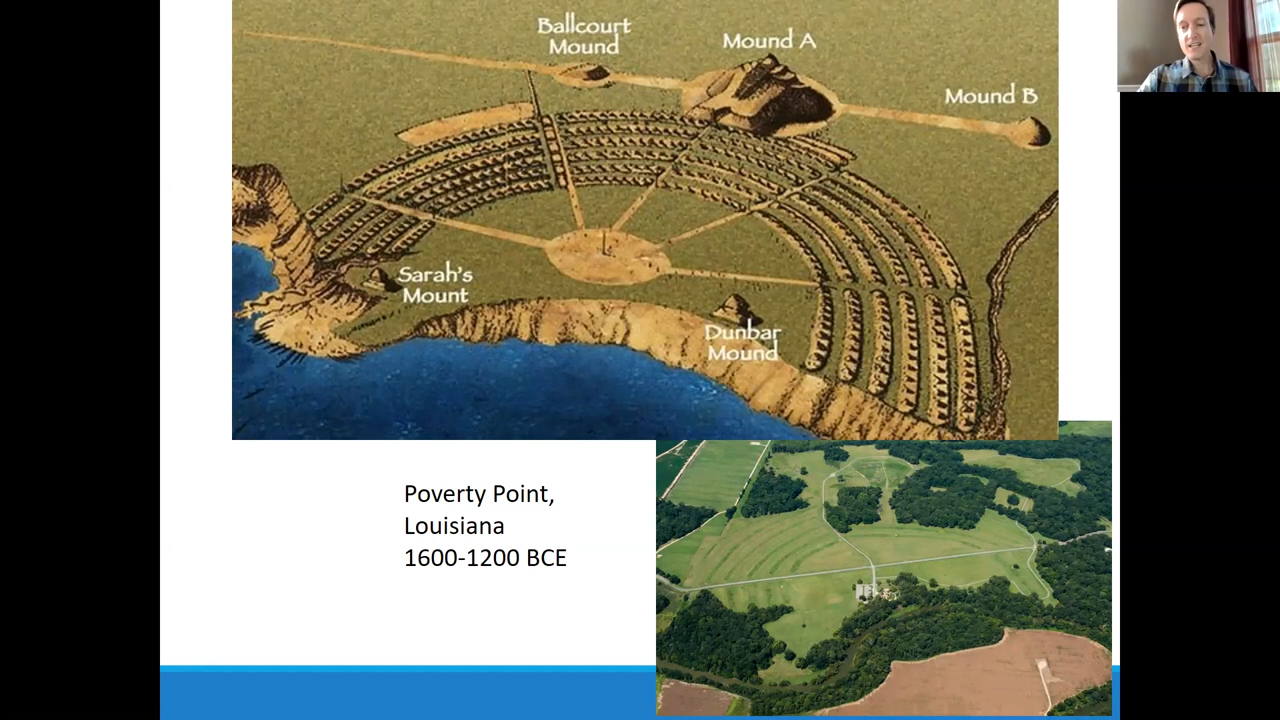 Ballcourt
Mound
Mound A
Mound B
Sarah's
Mount
Dunbar
Mound
Poverty Point,
Louisiana
1600-1200 BCE